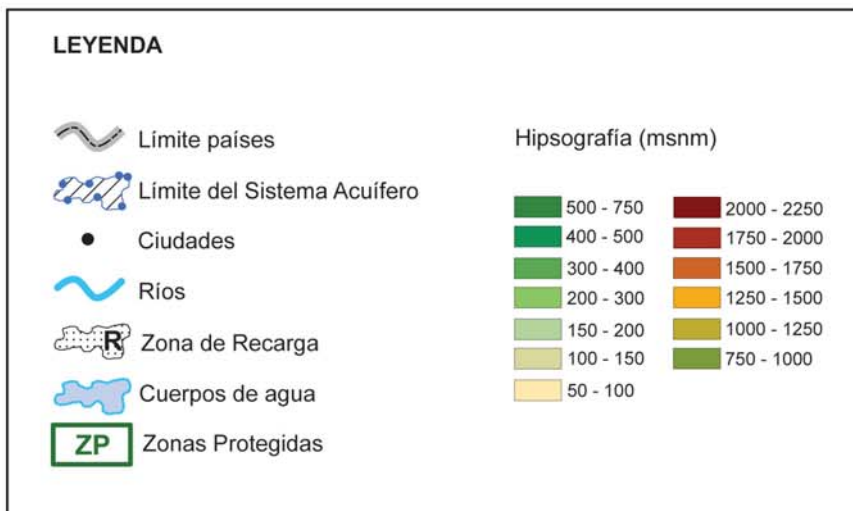 LEYENDA
Límite países
Límite del Sistema Acuífero
Ciudades
Ríos
R
Zona de Recarga
Cuerpos de agua
ZP
Zonas Protegidas
Hipsografía (msnm)
500 - 750
400 - 500
300 - 400
200 - 300
150 - 200
100 - 150
50 - 100
2000 - 2250
1750 - 2000
1500 - 1750
1250 - 1500
1000 - 1250
750 - 1000